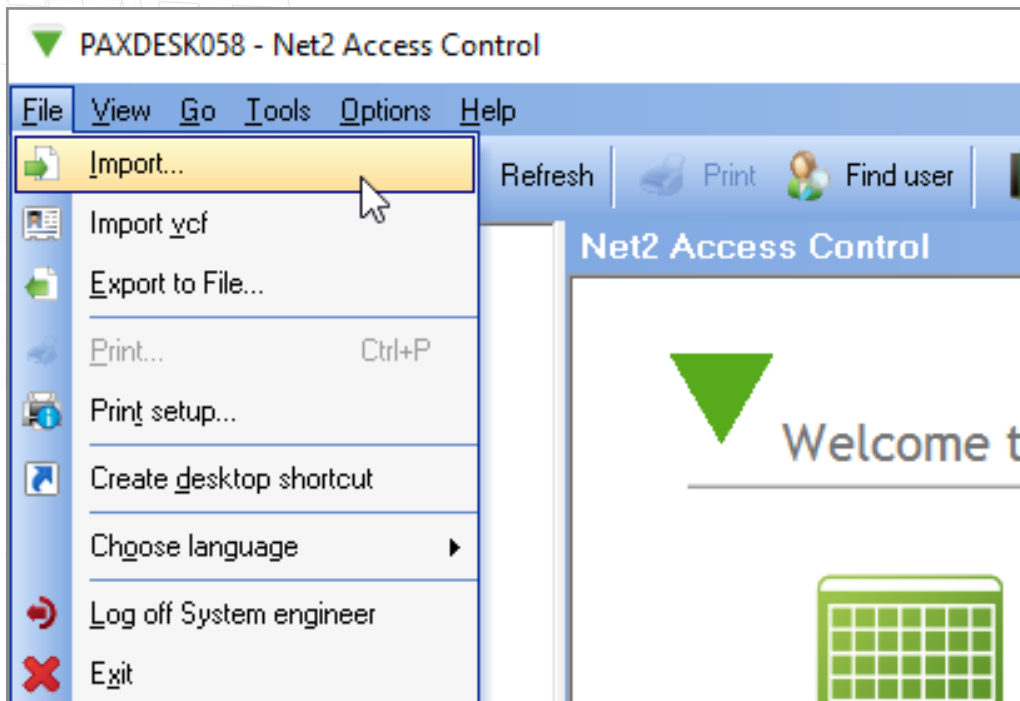 PAXDESK058 - Net2 Access Control
File View Go Tools Options Help
Import...
Refresh Print Find user
Import vcf
Net2 Access Control
Export to File...
Print... Ctrl+P
Print setup...
Welcome t
Create desktop shortcut
Choose language
Log off System engineer
Exit